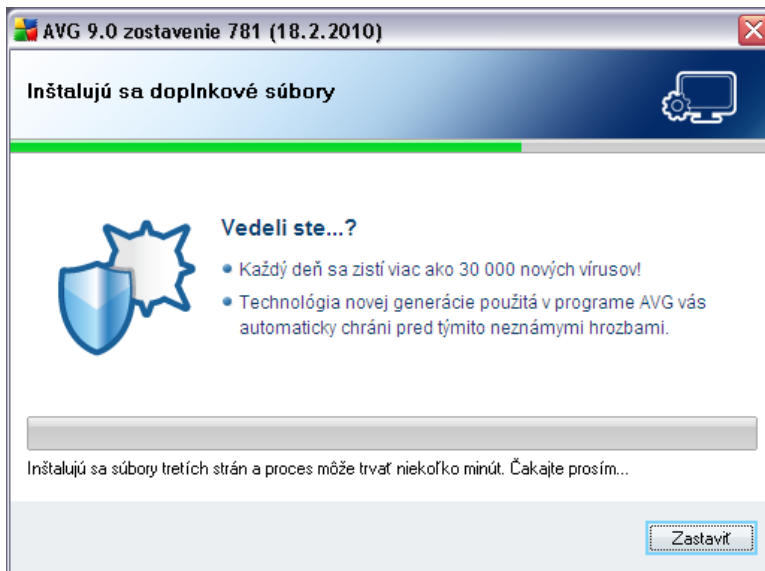 AVG 9.0 zostavenie 781 (18.2.2010)
Inštalujú sa doplnkové súbory
Vedeli ste...?
Každý deň sa zistí viac ako 30 000 nových vírusov!
Technológia novej generácie použitá v programe AVG vás
automaticky chráni pred týmito neznámymi hrozbami.
Inštalujú sa súbory tretích strán a proces môže trvať niekoľko minút. Čakajte prosím...
Zastaviť